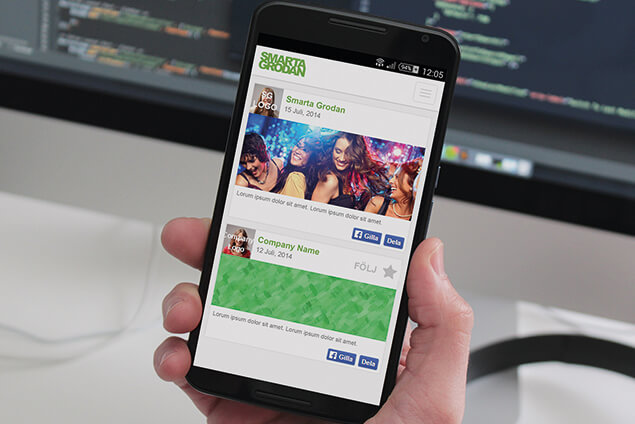 94% 12:05
SMARTA
GRODAN
SG
LOGO
Smarta Grodan
15 Juli, 2014
Lorum ipsum dolor sit amet. Lorum ipsum dolor sit amet.
Gilla Dela
Company
Logo
Company Name
12 Juli, 2014
FÖLJ
Lorum ipsum dolor sit amet, Lorum ipsum dolor sit amet.
Gilla Dela